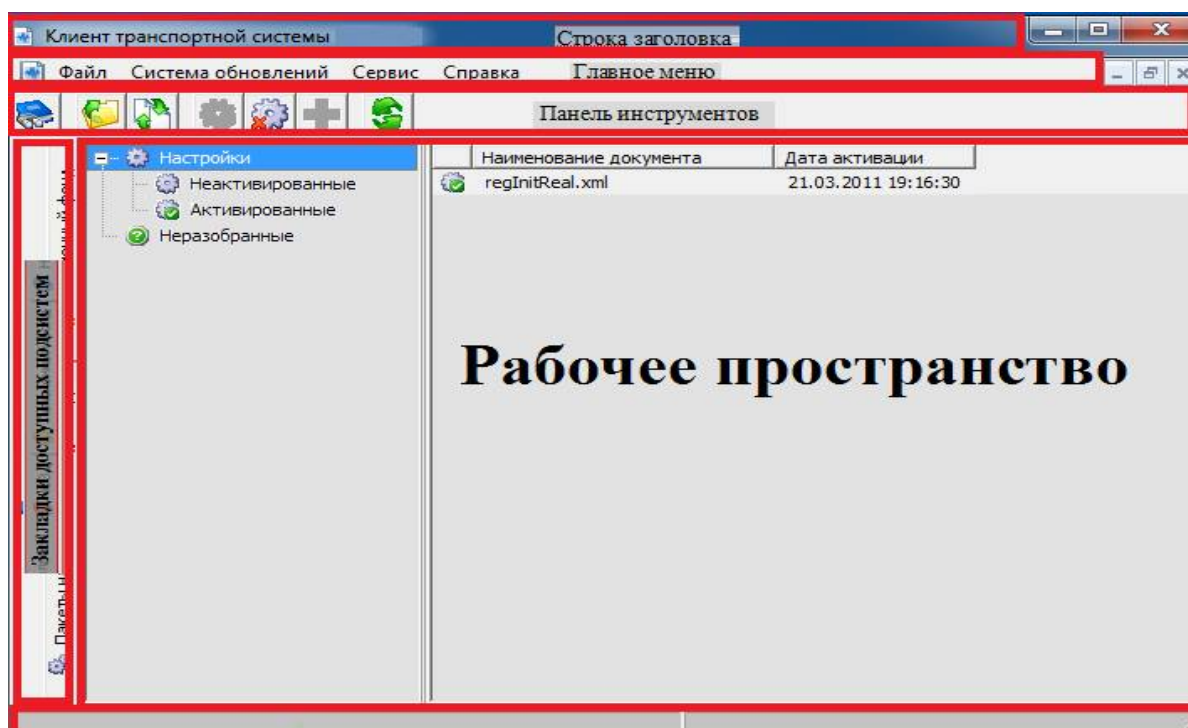 Клиент транспортной системы
Строка заголовка
Файл Система обновлений Сервис Справка
Главное меню
Панель инструментов
Настройки
Неактивированные
Активированные
Неразобранные
Наименование документа Дата активации
regInitReal.xml 21.03.2011 19:16:30
Рабочее пространство
Закладки доступных подсистем
Пакеты